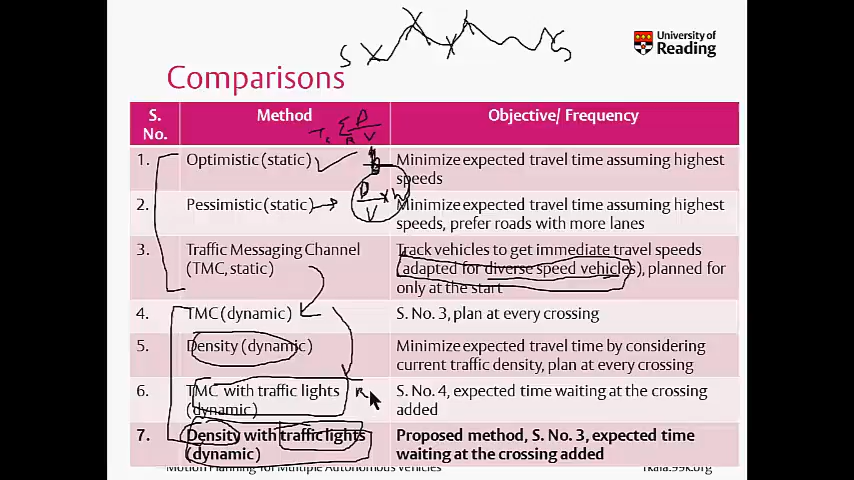 S
S
University of
Reading
Comparisons
S.
No.
Method
Objective/ Frequency
1.
Optimistic (static)
Minimize expected travel time assuming highest
speeds
2.
Pessimistic (static)
Minimize expected travel time assuming highest
speeds, prefer roads with more lanes
3.
Traffic Messaging Channel
(TMC, static)
Track vehicles to get immediate travel speeds
(adapted for diverse speed vehicles), planned for
only at the start
4.
TMC (dynamic)
S. No. 3, plan at every crossing
5.
Density (dynamic)
Minimize expected travel time by considering
current traffic density, plan at every crossing
6.
TMC with traffic lights
(dynamic)
S. No. 4, expected time waiting at the crossing
added
7.
Density with traffic lights
(dynamic)
Proposed method, S. No. 3, expected time
waiting at the crossing added
Motion Planning for Multiple Autonomous Vehicles
rkala.99k.org